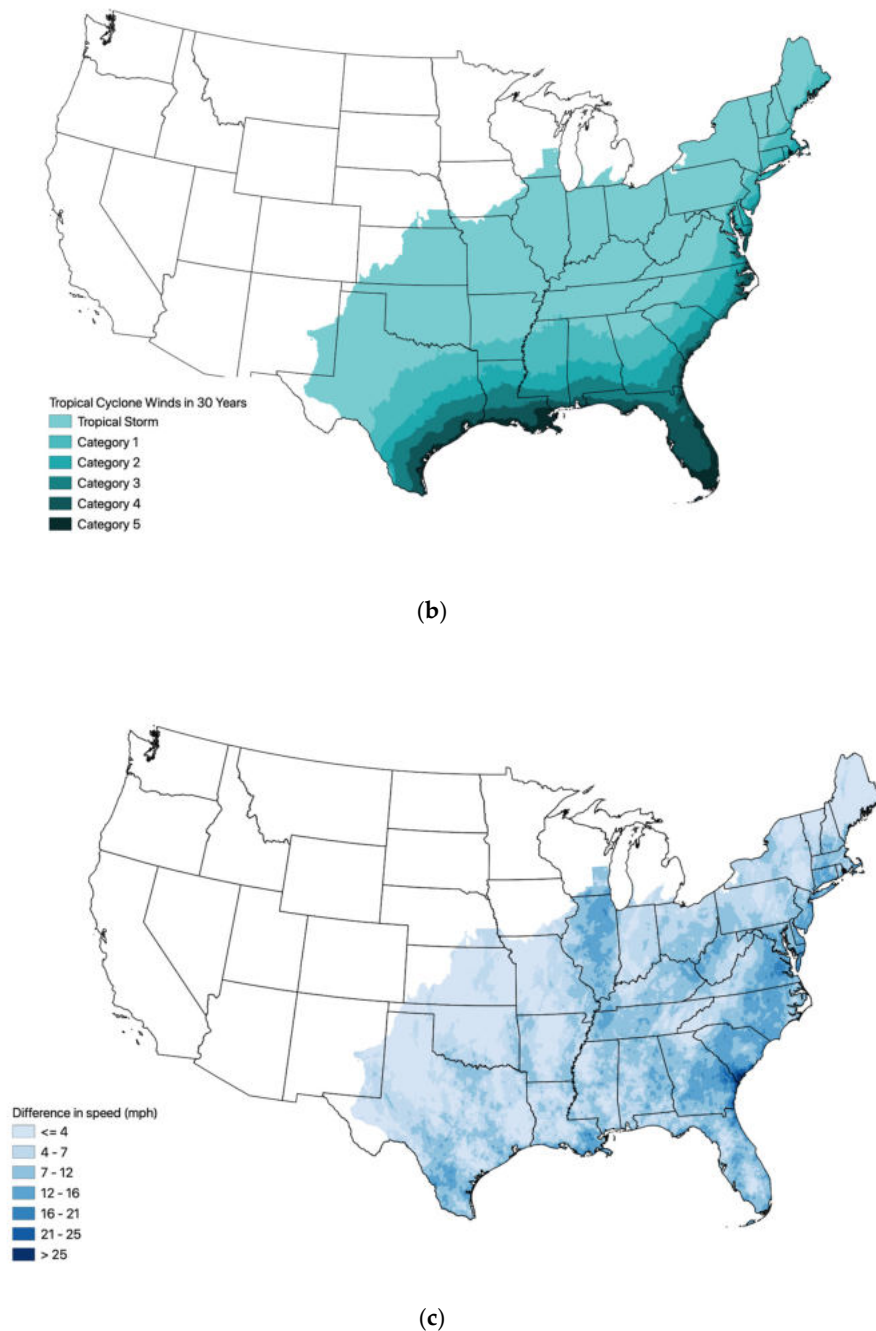 Tropical Cyclone Winds in 30 Years
Tropical Storm
Category 1
Category 2
Category 3
Category 4
Category 5
(b)
Difference in speed (mph)
<= 4
4 - 7
7 - 12
12 - 16
16 - 21
21 - 25
> 25
(c)